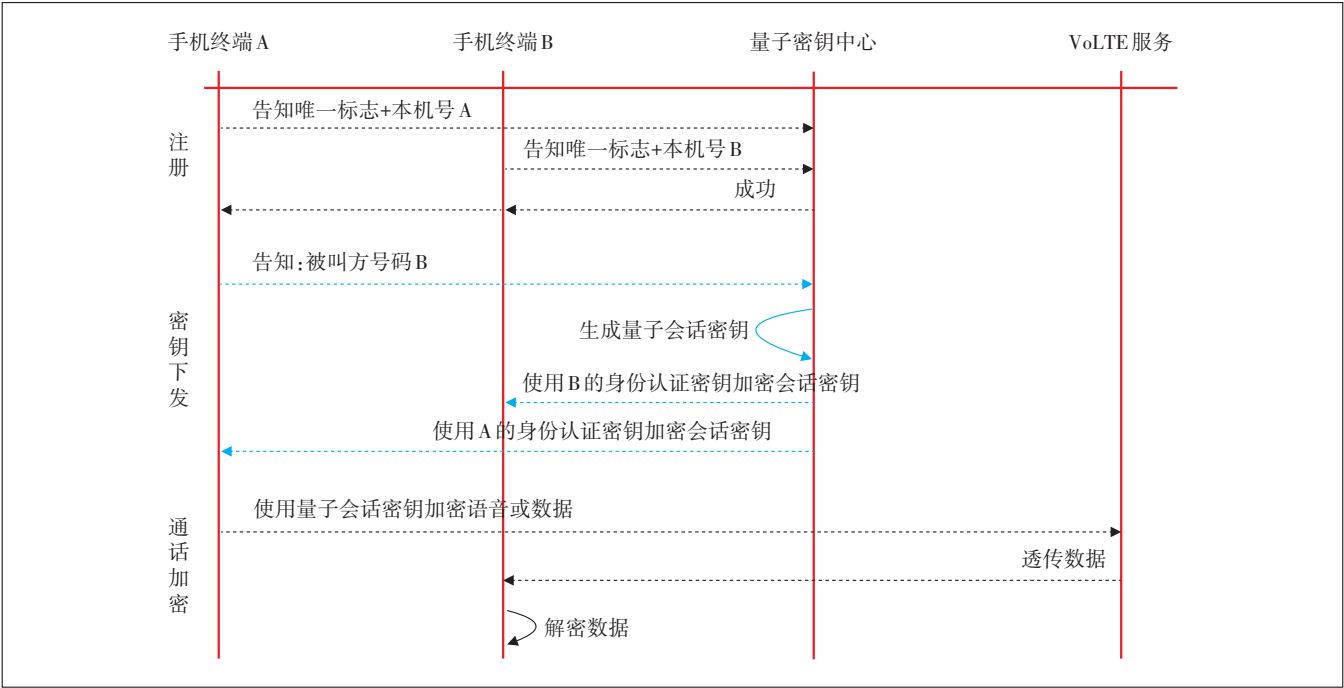 手机终端A
手机终端B
量子密钥中心
VoLTE服务
注册
告知唯一标志+本机号A
告知唯一标志+本机号B
成功
密钥下发
告知:被叫方号码B
生成量子会话密钥
使用B的身份认证密钥加密会话密钥
使用A的身份认证密钥加密会话密钥
通话加密
使用量子会话密钥加密语音或数据
透传数据
解密数据